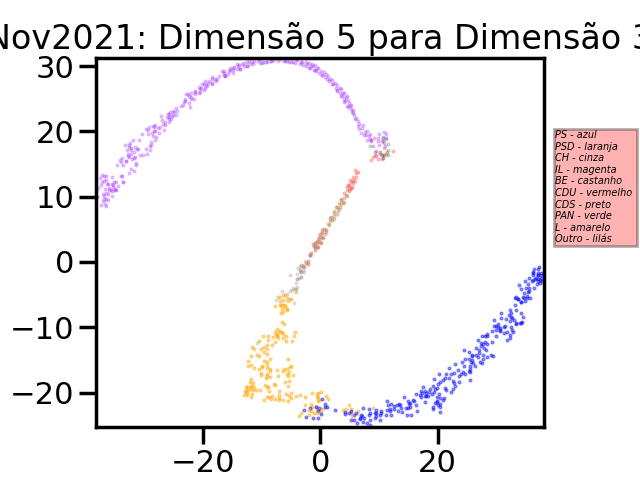 Nov2021: Dimensão 5 para Dimensão 3
30
20
10
0
−10
−20
−20
0
20
PS - azul
PSD - laranja
CH - cinza
IL - magenta
BE - castanho
CDU - vermelho
CDS - preto
PAN - verde
L - amarelo
Outro - lilás